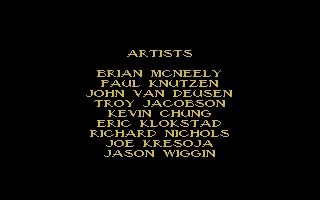 ARTISTS
BRIAN MCNEELY
PAUL KNUTZEN
JOHN VAN DEUSEN
TROY JACOBSON
KEVIN CHUNG
ERIC KLOKSTAD
RICHARD NICHOLS
JOE KRESOJA
JASON WIGGIN